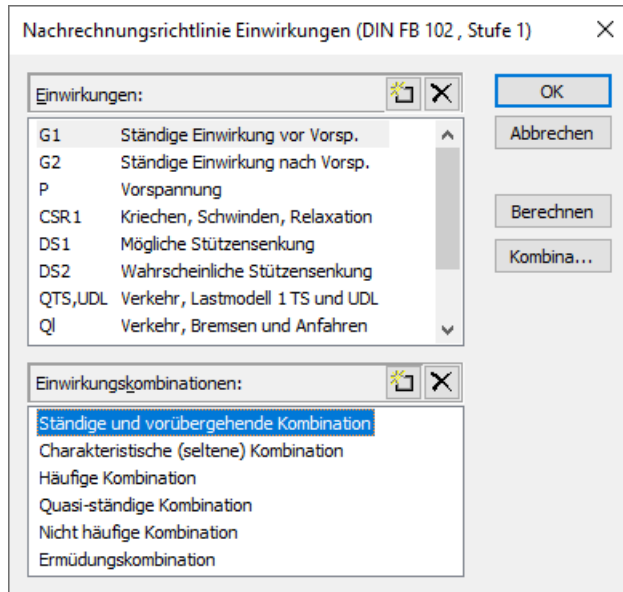 Nachrechnungsrichtlinie Einwirkungen (DIN FB 102 , Stufe 1)
Einwirkungen:
OK
G1 Ständige Einwirkung vor Vorsp.
Abbrechen
G2 Ständige Einwirkung nach Vorsp.
P Vorspannung
CSR1 Kriechen, Schwinden, Relaxation
Berechnen
DS1 Mögliche Stützensenkung
Kombina...
DS2 Wahrscheinliche Stützensenkung
QTS,UDL Verkehr, Lastmodell 1 TS und UDL
Ql Verkehr, Bremsen und Anfahren
Einwirkungskombinationen:
Ständige und vorübergehende Kombination
Charakteristische (seltene) Kombination
Häufige Kombination
Quasi-ständige Kombination
Nicht häufige Kombination
Ermüdungskombination